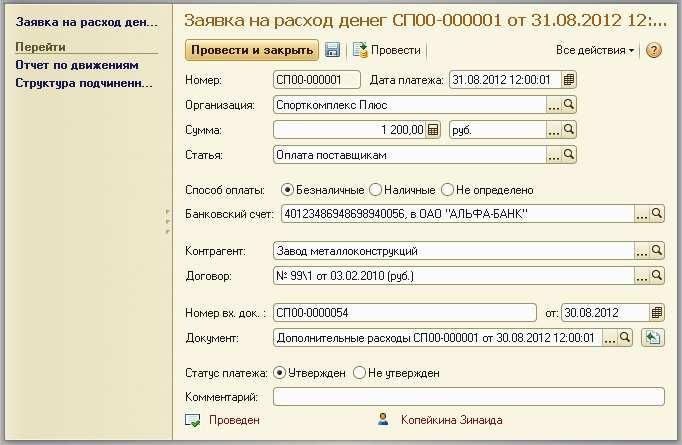 Заявка на расход ден...
Перейти
Отчет по движениям
Структура подчиненн...
Заявка на расход денег СП00-000001 от 31.08.2012 12:...
Провести и закрыть Провести Все действия
Номер: СП00-000001 Дата платежа: 31.08.2012 12:00:01
Организация: Спорткомплекс Плюс ...
Сумма: 1 200,00 руб. ...
Статья: Оплата поставщикам ...
Способ оплаты: Безналичные Наличные Не определено
Банковский счет: 40123486948698940056, в ОАО "АЛЬФА-БАНК" ...
Контрагент: Завод металлоконструкций ...
Договор: № 99\1 от 03.02.2010 (руб.) ...
Номер вх. док. : СП00-0000054 от: 30.08.2012
Документ: Дополнительные расходы СП00-000001 от 30.08.2012 12:00:01 ...
Статус платежа: Утвержден Не утвержден
Комментарий:
Проведен Копейкина Зинаида